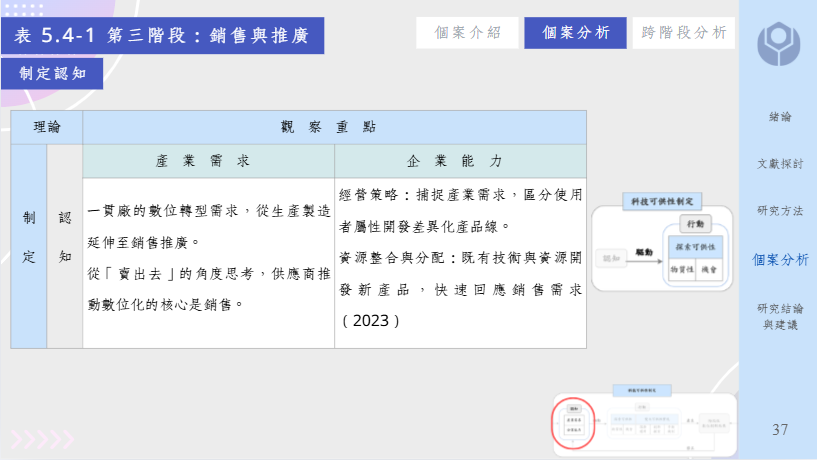 表 5.4-1 第三階段：銷售與推廣
個案介紹
個案分析
跨階段分析
制定認知
理論
觀 察 重 點
制定
認知
產 業 需 求
企 業 能 力
一貫廠的數位轉型需求，從生產製造
延伸至銷售推廣。
從「賣出去」的角度思考，供應商推
動數位化的核心是銷售。
經營策略：捕捉產業需求，區分使用
者屬性開發差異化產品線。
資源整合與分配：既有技術與資源開
發新產品，快速回應銷售需求
（2023）
科技可供性制定
認知
驅動
行動
探索可供性
物質性
機會
緒論
文獻探討
研究方法
個案分析
研究結論
與建議
37